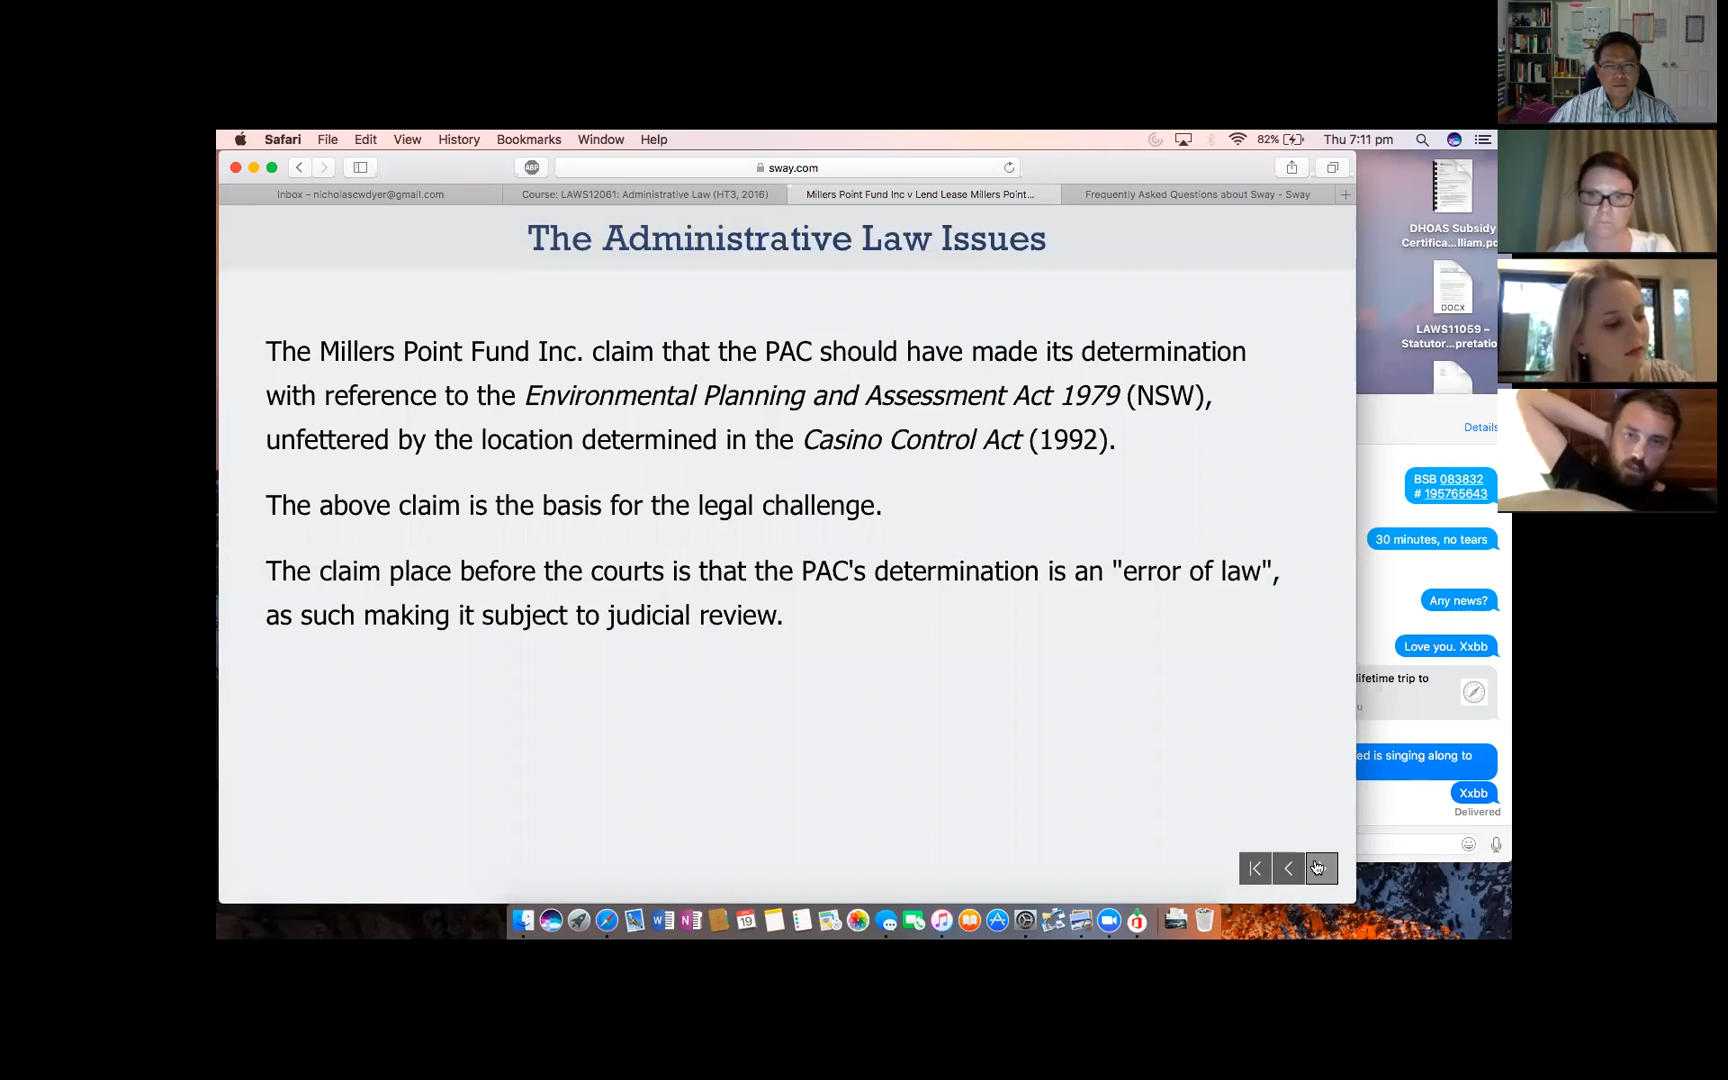 Safari File Edit View History Bookmarks Window Help 82% Thu 7:11 pm
ABP sway.com
Inbox – nicholascwdyer@gmail.com Course: LAWS12061: Administrative Law (HT3, 2016) Millers Point Fund Inc v Lend Lease Millers Point... Frequently Asked Questions about Sway - Sway
The Administrative Law Issues
The Millers Point Fund Inc. claim that the PAC should have made its determination
with reference to the Environmental Planning and Assessment Act 1979 (NSW),
unfettered by the location determined in the Casino Control Act (1992).
The above claim is the basis for the legal challenge.
The claim place before the courts is that the PAC's determination is an "error of law",
as such making it subject to judicial review.
DHOAS Subsidy
Certifica...lliam.pd
DOCX
LAWS11059 –
Statutor...pretatio
Details
BSB 083832
# 195765643
30 minutes, no tears
Any news?
Love you. Xxbb
lifetime trip to
u
ed is singing along to
Xxbb
Delivered
19